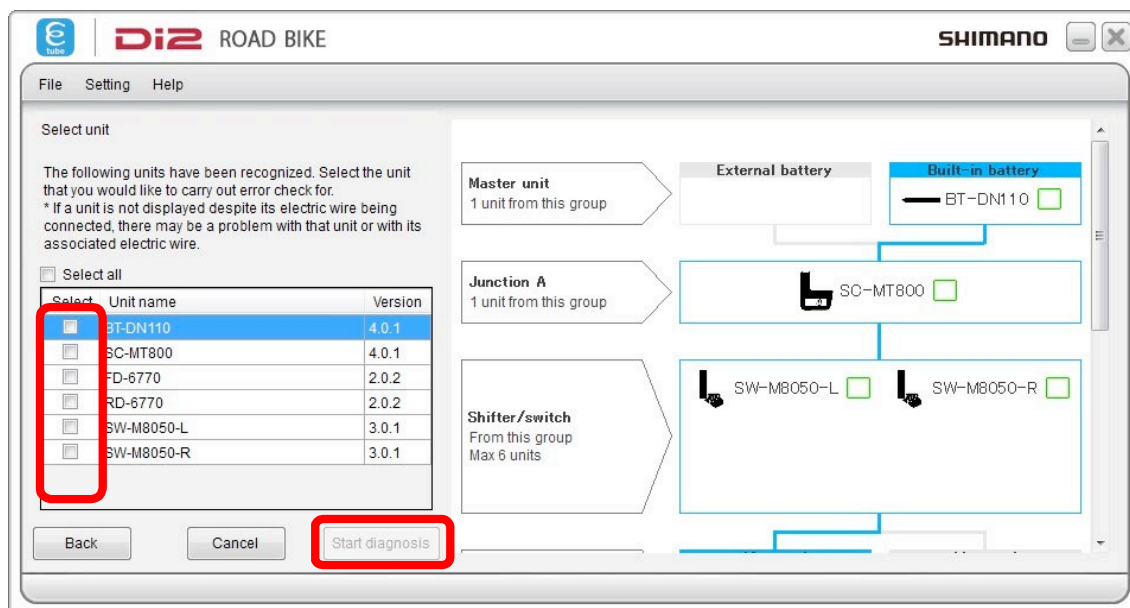 e tube Di2 ROAD BIKE SHIMANO
File Setting Help
Select unit
The following units have been recognized. Select the unit
that you would like to carry out error check for.
* If a unit is not displayed despite its electric wire being
connected, there may be a problem with that unit or with its
associated electric wire.
Select all
Select Unit name Version
BT-DN110 4.0.1
SC-MT800 4.0.1
FD-6770 2.0.2
RD-6770 2.0.2
SW-M8050-L 3.0.1
SW-M8050-R 3.0.1
Back Cancel Start diagnosis
Master unit
1 unit from this group
External battery
Built-in battery
BT-DN110
Junction A
1 unit from this group
SC-MT800
Shifter/switch
From this group
Max 6 units
SW-M8050-L
SW-M8050-R